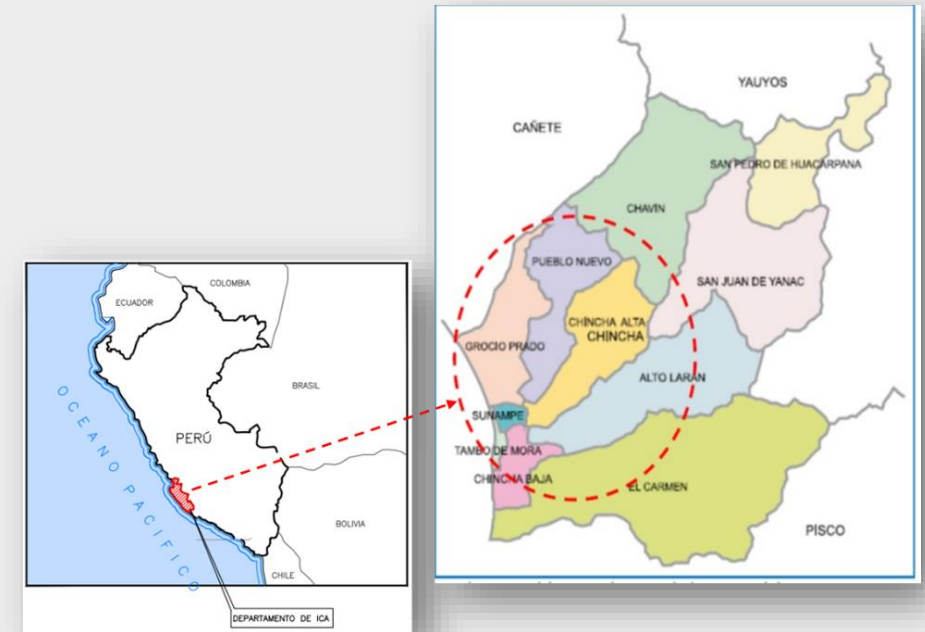 COLOMBIA
ECUADOR
BRASIL
PERÚ
OCEANO PACIFICO
BOLIVIA
CHILE
DEPARTAMENTO DE ICA
YAUYOS
CAÑETE
SAN PEDRO DE HUACARPANA
CHAVIN
PUEBLO NUEVO
SAN JUAN DE YANAC
CHINCHA ALTA
CHINCHA
GROCIO PRADO
ALTO LARAN
SUNAMPE
TAMBO DE MORA
CHINCHA BAJA
EL CARMEN
PISCO